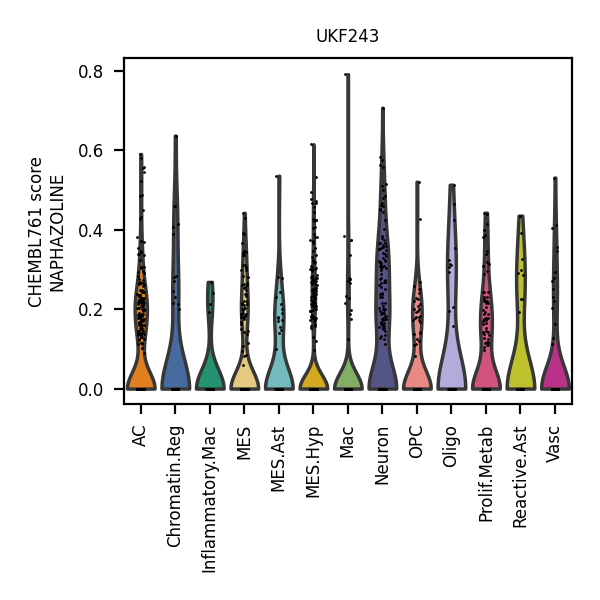 UKF243
CHEMBL761 score
NAPHAZOLINE
0.8
0.6
0.4
0.2
0.0
AC
Chromatin.Reg
Inflammatory.Mac
MES
MES.Ast
MES.Hyp
Mac
Neuron
OPC
Oligo
Prolif.Metab
Reactive.Ast
Vasc